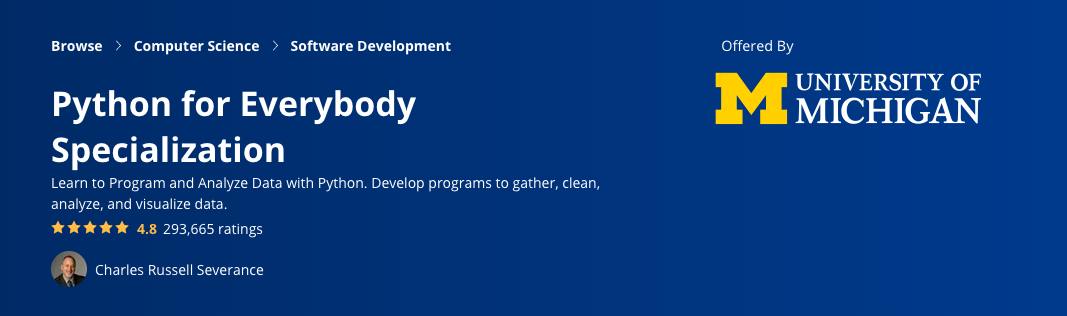 Browse > Computer Science > Software Development
Offered By
M UNIVERSITY OF
MICHIGAN
Python for Everybody
Specialization
Learn to Program and Analyze Data with Python. Develop programs to gather, clean,
analyze, and visualize data.
4.8 293,665 ratings
Charles Russell Severance